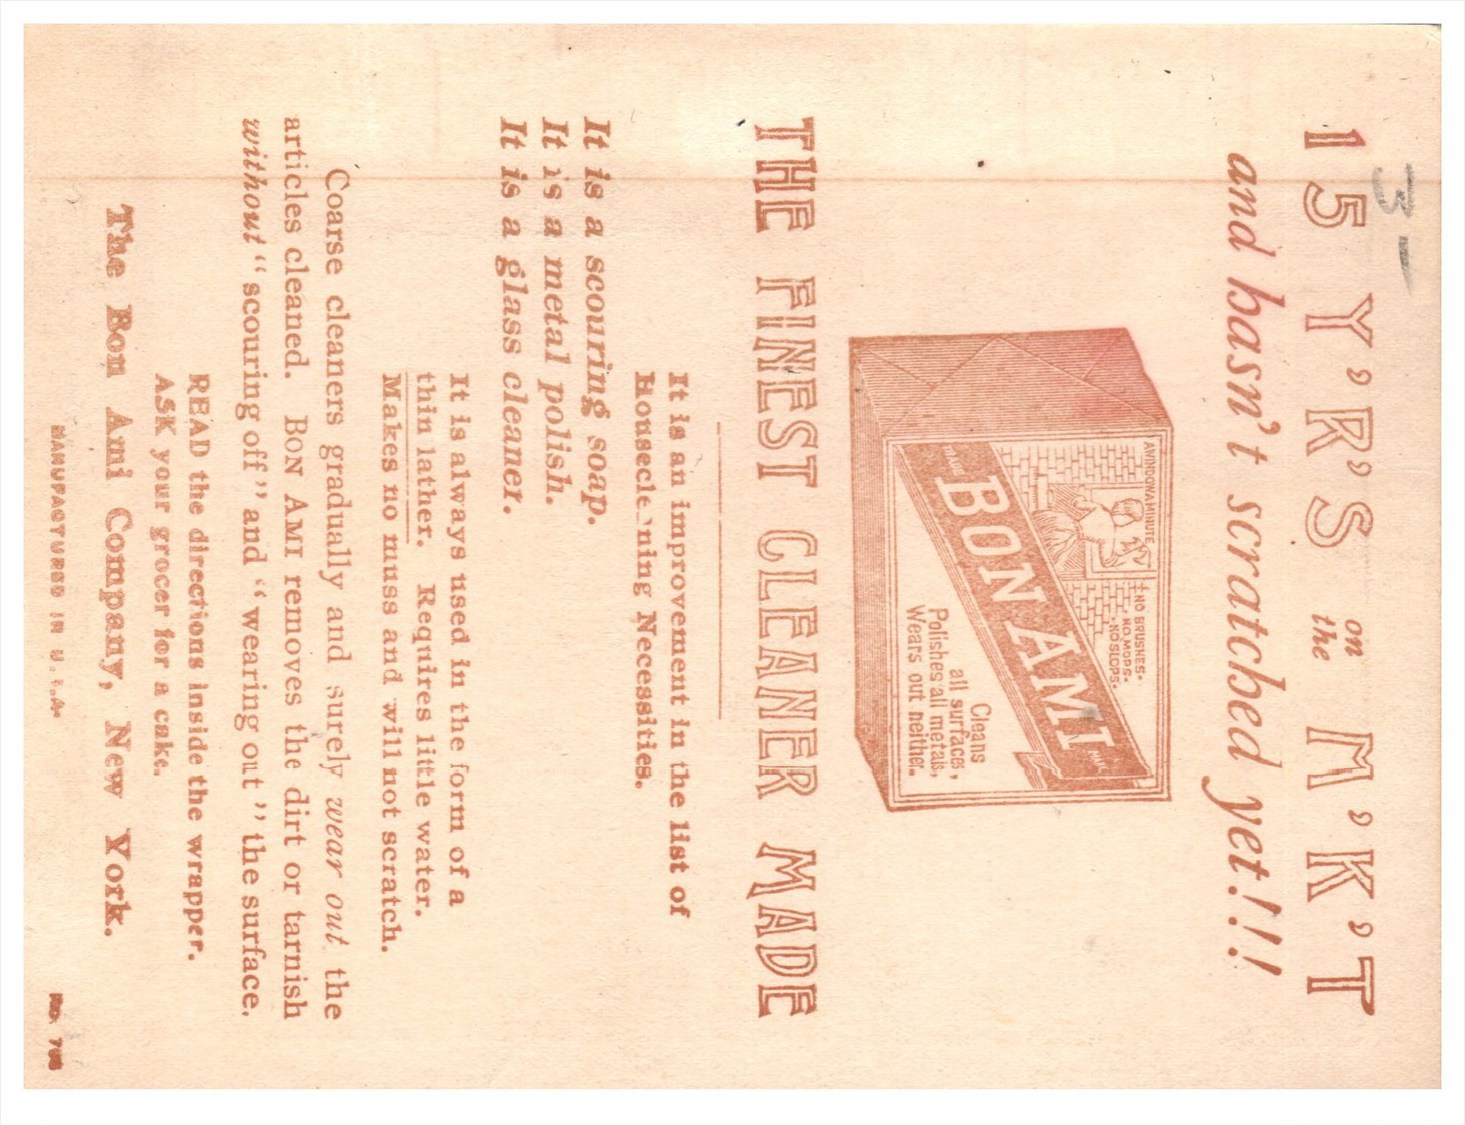 3-
15 Y'R'S on the M'K'T
and hasn't scratched yet!!!
A WINDOW A MINUTE
NO BRUSHES.
NO MOPS.
NO SLOPS.
BON AMI
Cleans
all surfaces,
Polishes all metals,
Wears out neither.
THE FINEST CLEANER MADE
It is an improvement in the list of
Housecleaning Necessities.
It is a scouring soap.
It is a metal polish.
It is a glass cleaner.
It is always used in the form of a
thin lather. Requires little water.
Makes no muss and will not scratch.
Coarse cleaners gradually and surely wear out the
articles cleaned. BON AMI removes the dirt or tarnish
without "scouring off" and "wearing out" the surface.
READ the directions inside the wrapper.
ASK your grocer for a cake.
The Bon Ami Company, New York.
MANUFACTURED IN U.S.A.